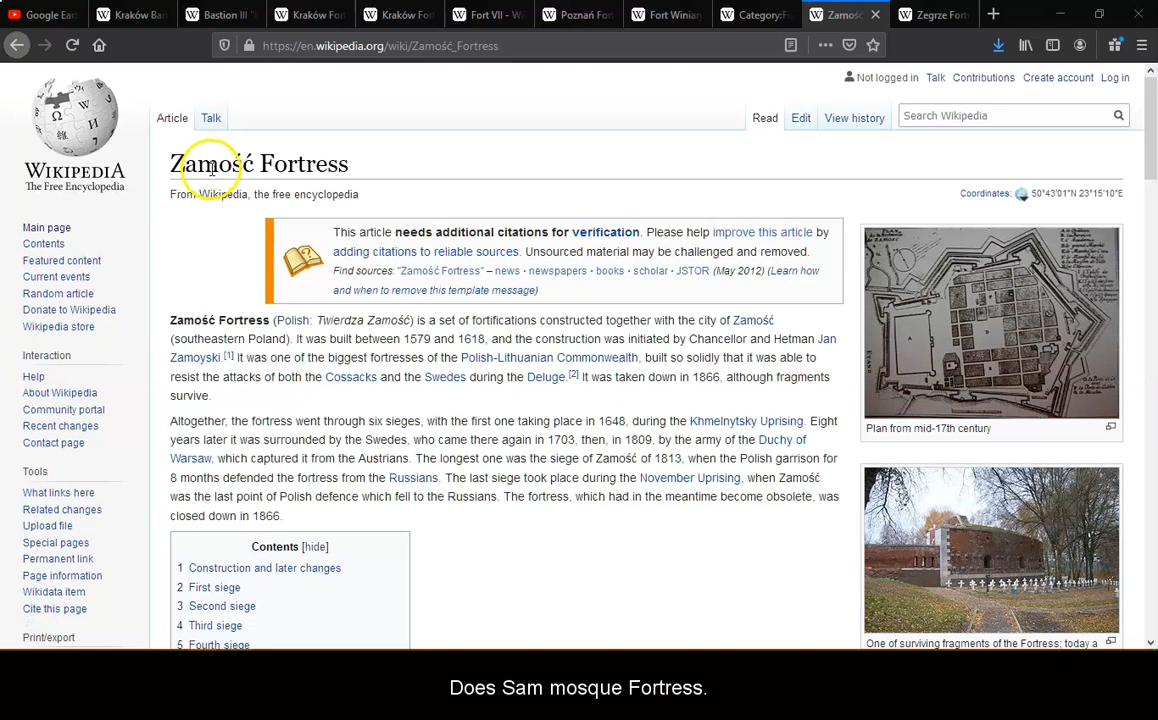 Google Ear
Kraków Bar
Bastion III "
Kraków For
Kraków For
Fort VII – W
Poznań For
Fort Winiar
Category:F
Zamość
Zegrze Fort
https://en.wikipedia.org/wiki/Zamość_Fortress
Not logged in Talk Contributions Create account Log in
Article Talk Read Edit View history Search Wikipedia
WIKIPEDIA
The Free Encyclopedia
Zamość Fortress
From Wikipedia, the free encyclopedia
Coordinates: 50°43′01″N 23°15′10″E
Main page
Contents
Featured content
Current events
Random article
Donate to Wikipedia
Wikipedia store
Interaction
Help
About Wikipedia
Community portal
Recent changes
Contact page
Tools
What links here
Related changes
Upload file
Special pages
Permanent link
Page information
Wikidata item
Cite this page
Print/export
This article needs additional citations for verification. Please help improve this article by
adding citations to reliable sources. Unsourced material may be challenged and removed.
Find sources: "Zamość Fortress" – news · newspapers · books · scholar · JSTOR (May 2012) (Learn how
and when to remove this template message)
Zamość Fortress (Polish: Twierdza Zamość) is a set of fortifications constructed together with the city of Zamość
(southeastern Poland). It was built between 1579 and 1618, and the construction was initiated by Chancellor and Hetman Jan
Zamoyski.[1] It was one of the biggest fortresses of the Polish-Lithuanian Commonwealth, built so solidly that it was able to
resist the attacks of both the Cossacks and the Swedes during the Deluge.[2] It was taken down in 1866, although fragments
survive.
Altogether, the fortress went through six sieges, with the first one taking place in 1648, during the Khmelnytsky Uprising. Eight
years later it was surrounded by the Swedes, who came there again in 1703, then, in 1809, by the army of the Duchy of
Warsaw, which captured it from the Austrians. The longest one was the siege of Zamość of 1813, when the Polish garrison for
8 months defended the fortress from the Russians. The last siege took place during the November Uprising, when Zamość
was the last point of Polish defence which fell to the Russians. The fortress, which had in the meantime become obsolete, was
closed down in 1866.
Contents [hide]
1 Construction and later changes
2 First siege
3 Second siege
4 Third siege
5 Fourth siege
Plan from mid-17th century
One of surviving fragments of the Fortress; today a
Does Sam mosque Fortress.